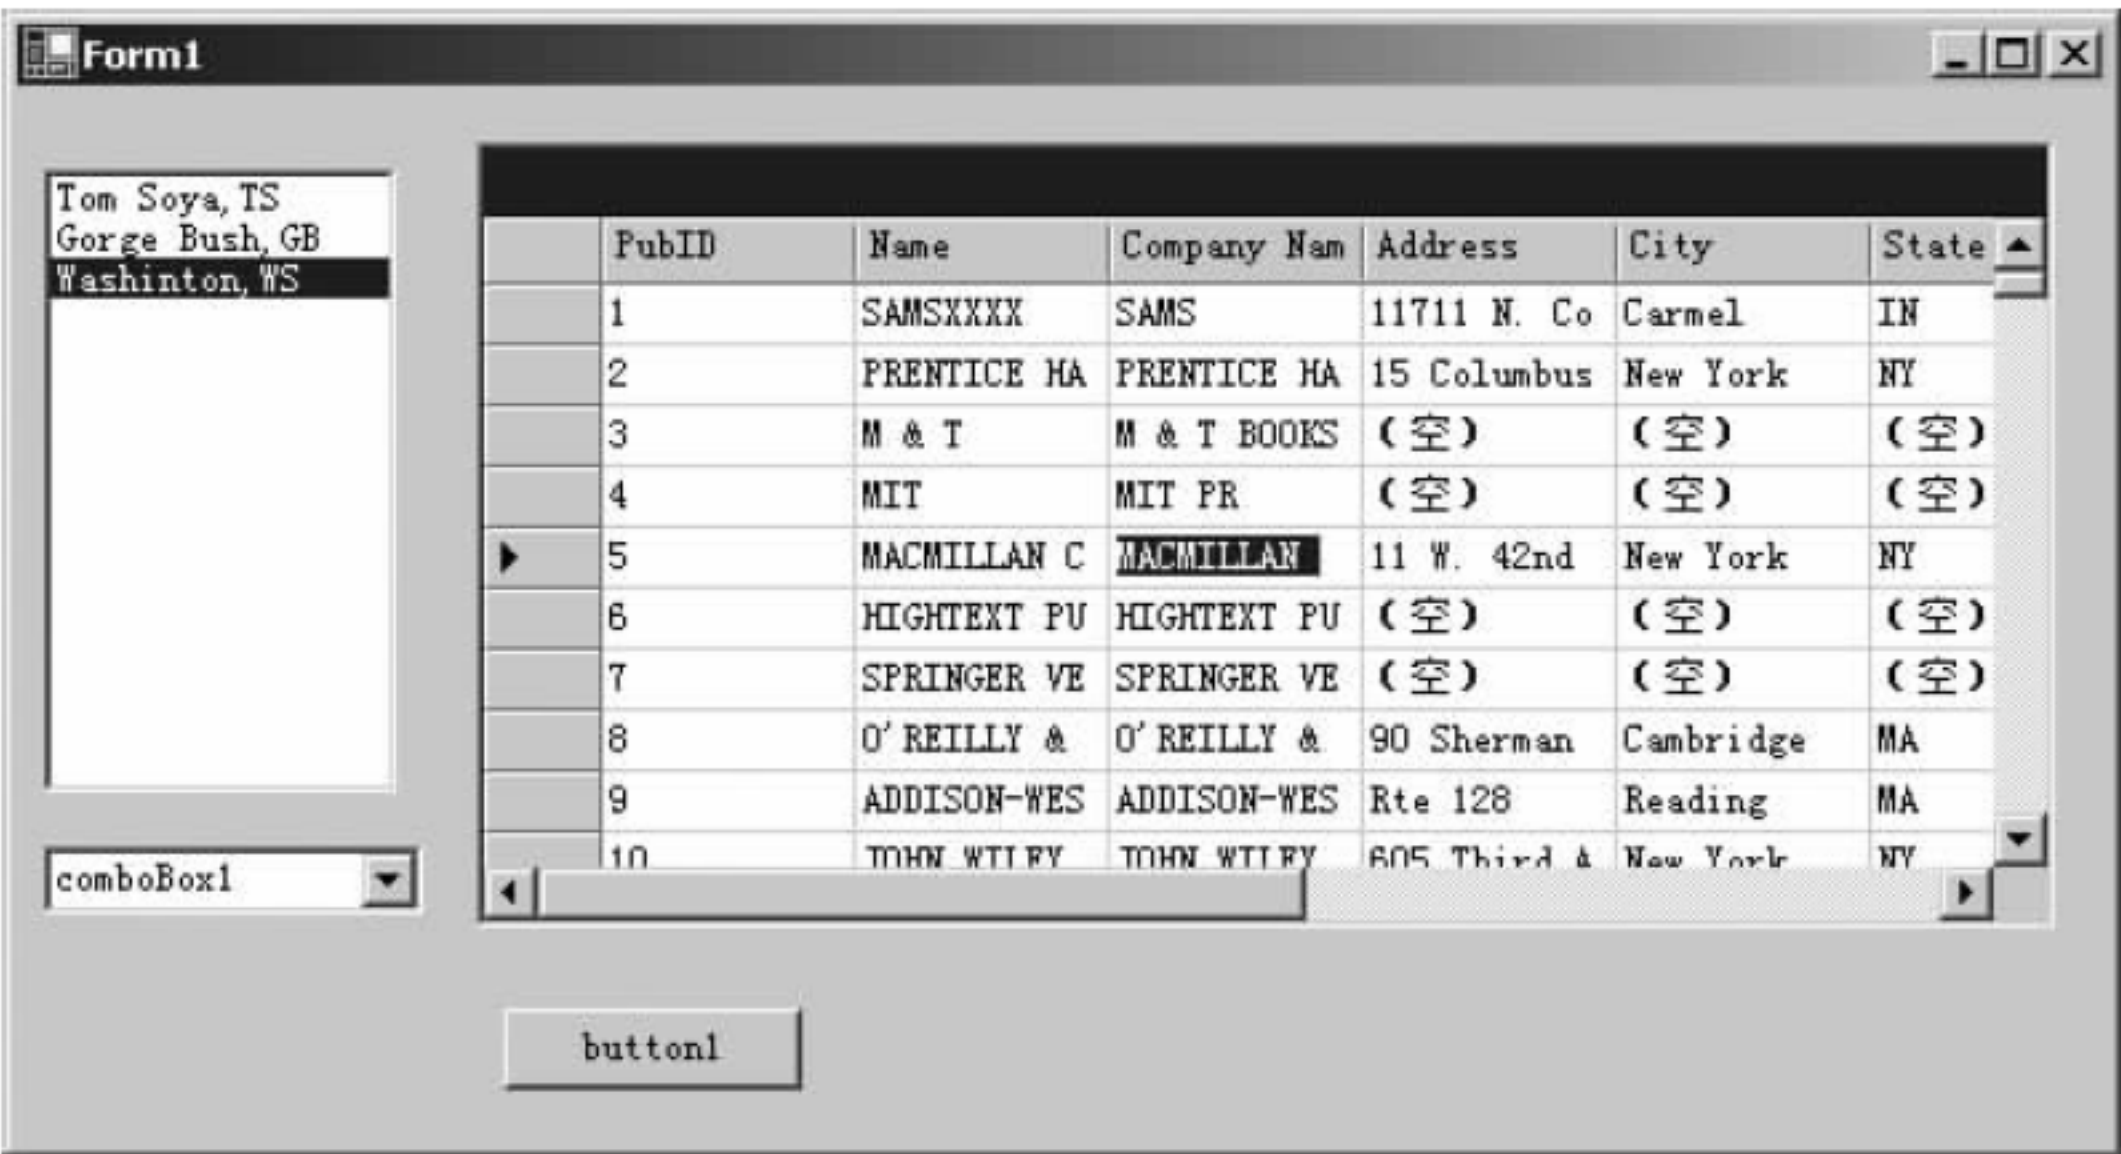 Form1
Tom Soya,TS
Gorge Bush,GB
Washinton,WS
comboBox1
PubID Name Company Nam Address City State
1 SAMSXXXX SAMS 11711 N. Co Carmel IN
2 PRENTICE HA PRENTICE HA 15 Columbus New York NY
3 M & T M & T BOOKS (空) (空) (空)
4 MIT MIT PR (空) (空) (空)
5 MACMILLAN C MACMILLAN 11 W. 42nd New York NY
6 HIGHTEXT PU HIGHTEXT PU (空) (空) (空)
7 SPRINGER VE SPRINGER VE (空) (空) (空)
8 O'REILLY & O'REILLY & 90 Sherman Cambridge MA
9 ADDISON-WES ADDISON-WES Rte 128 Reading MA
10 JOHN WILEY JOHN WILEY 605 Third A New York NY
button1